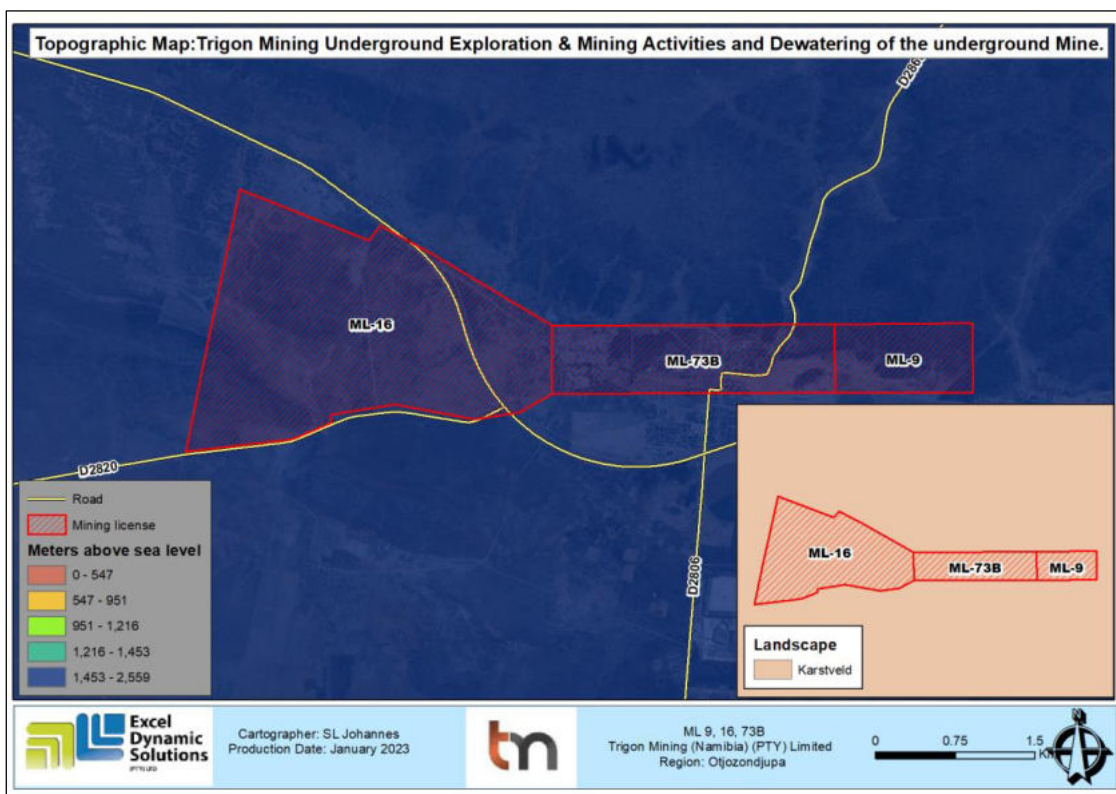 Topographic Map:Trigon Mining Underground Exploration & Mining Activities and Dewatering of the underground Mine.
ML-16
ML-73B
ML-9
D2820
D2806
Road
Mining license
Meters above sea level
0 - 547
547 - 951
951 - 1,216
1,216 - 1,453
1,453 - 2,559
ML-16
ML-73B
ML-9
Landscape
Karstveld
Excel
Dynamic
Solutions
(PTY) LTD
Cartographer: SL Johannes
Production Date: January 2023
tm
ML 9, 16, 73B
Trigon Mining (Namibia) (PTY) Limited
Region: Otjozondjupa
0 0.75 1.5
N